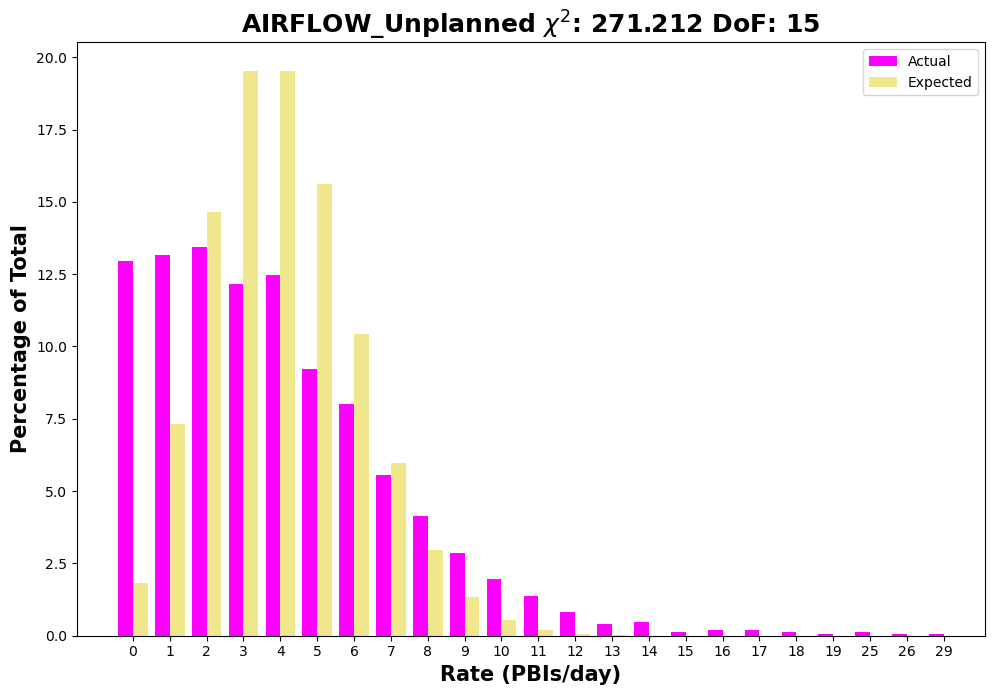 AIRFLOW_Unplanned χ²: 271.212 DoF: 15
Actual
Expected
20.0
17.5
15.0
12.5
10.0
7.5
5.0
2.5
0.0
Percentage of Total
0 1 2 3 4 5 6 7 8 9 10 11 12 13 14 15 16 17 18 19 25 26 29
Rate (PBIs/day)